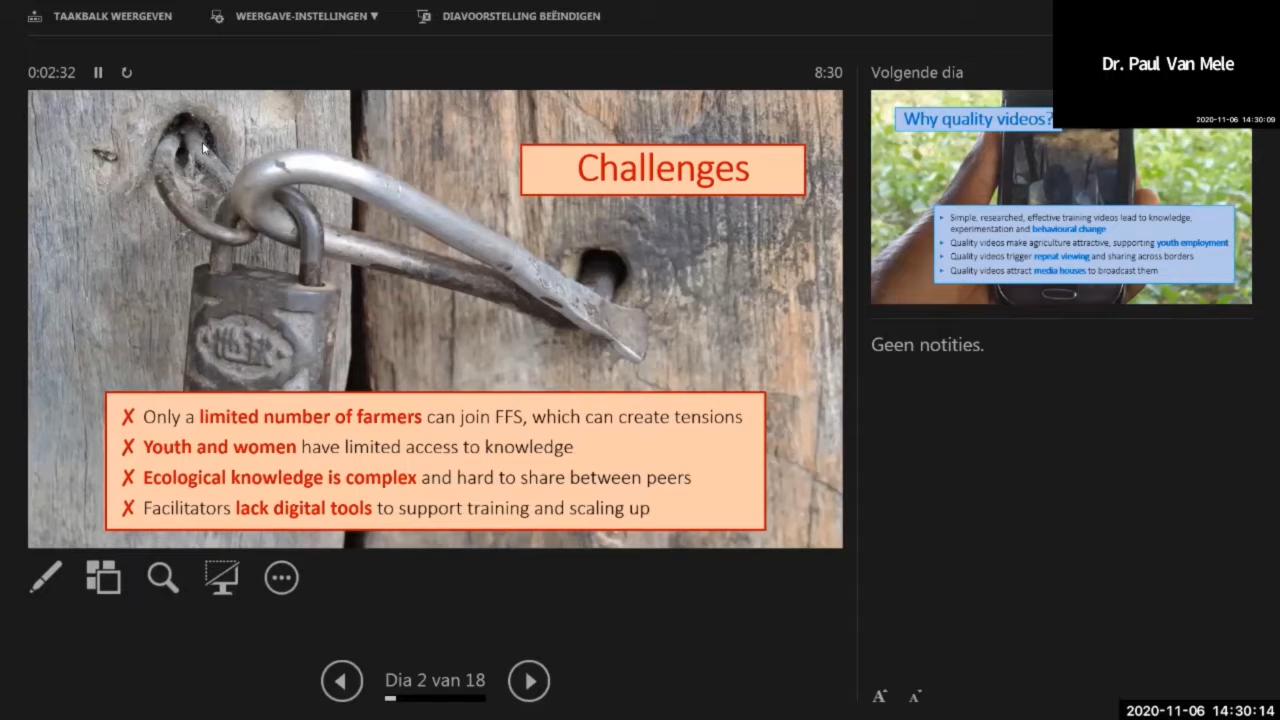 TAAKBALK WEERGEVEN
WEERGAVE-INSTELLINGEN ▼
DIAVOORSTELLING BEËINDIGEN
Dr. Paul Van Mele
2020-11-06 14:30:09
0:02:32
8:30
Volgende dia
Challenges
✗ Only a limited number of farmers can join FFS, which can create tensions
✗ Youth and women have limited access to knowledge
✗ Ecological knowledge is complex and hard to share between peers
✗ Facilitators lack digital tools to support training and scaling up
Why quality videos?
Simple, researched, effective training videos lead to knowledge,
experimentation and behavioural change
Quality videos make agriculture attractive, supporting youth employment
Quality videos trigger repeat viewing and sharing across borders
Quality videos attract media houses to broadcast them
Geen notities.
Dia 2 van 18
A A
2020-11-06 14:30:14